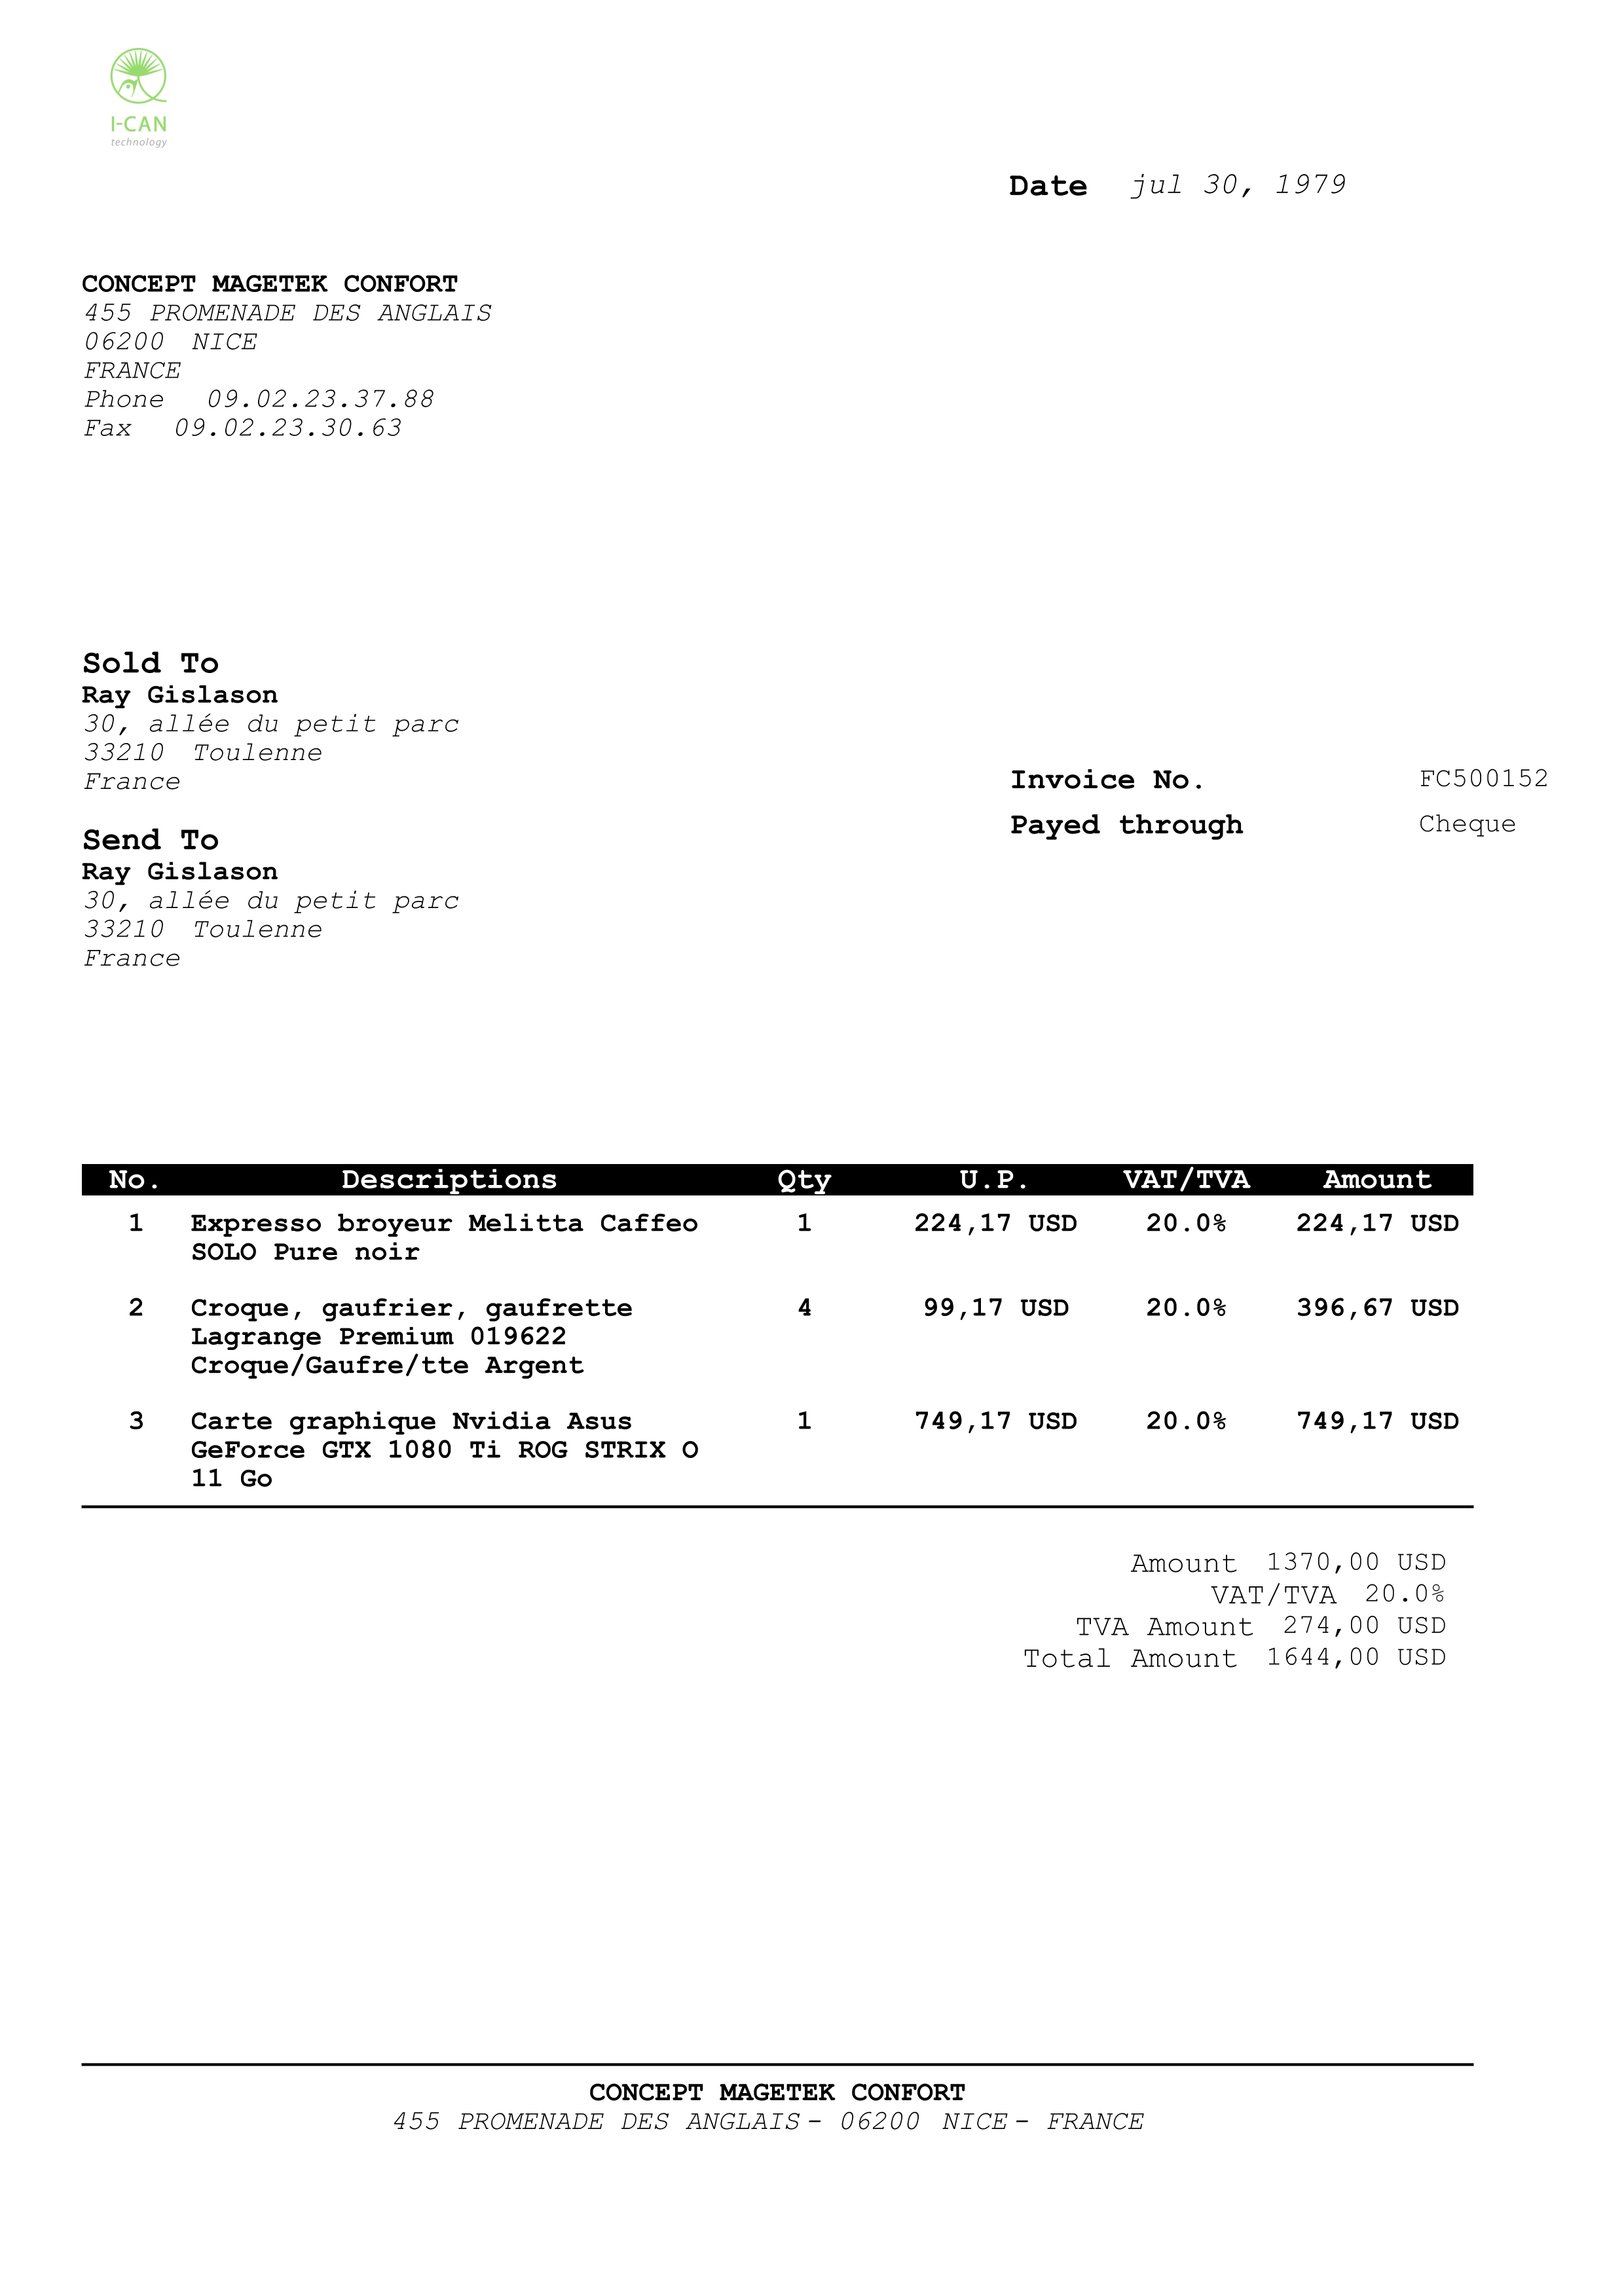 I-CAN
technology
Date jul 30, 1979
CONCEPT MAGETEK CONFORT
455 PROMENADE DES ANGLAIS
06200 NICE
FRANCE
Phone 09.02.23.37.88
Fax 09.02.23.30.63
Sold To
Ray Gislason
30, allée du petit parc
33210 Toulenne
France
Invoice No. FC500152
Payed through Cheque
Send To
Ray Gislason
30, allée du petit parc
33210 Toulenne
France
No. Descriptions Qty U.P. VAT/TVA Amount
1 Expresso broyeur Melitta Caffeo 1 224,17 USD 20.0% 224,17 USD
SOLO Pure noir
2 Croque, gaufrier, gaufrette 4 99,17 USD 20.0% 396,67 USD
Lagrange Premium 019622
Croque/Gaufre/tte Argent
3 Carte graphique Nvidia Asus 1 749,17 USD 20.0% 749,17 USD
GeForce GTX 1080 Ti ROG STRIX O
11 Go
Amount 1370,00 USD
VAT/TVA 20.0%
TVA Amount 274,00 USD
Total Amount 1644,00 USD
CONCEPT MAGETEK CONFORT
455 PROMENADE DES ANGLAIS - 06200 NICE - FRANCE